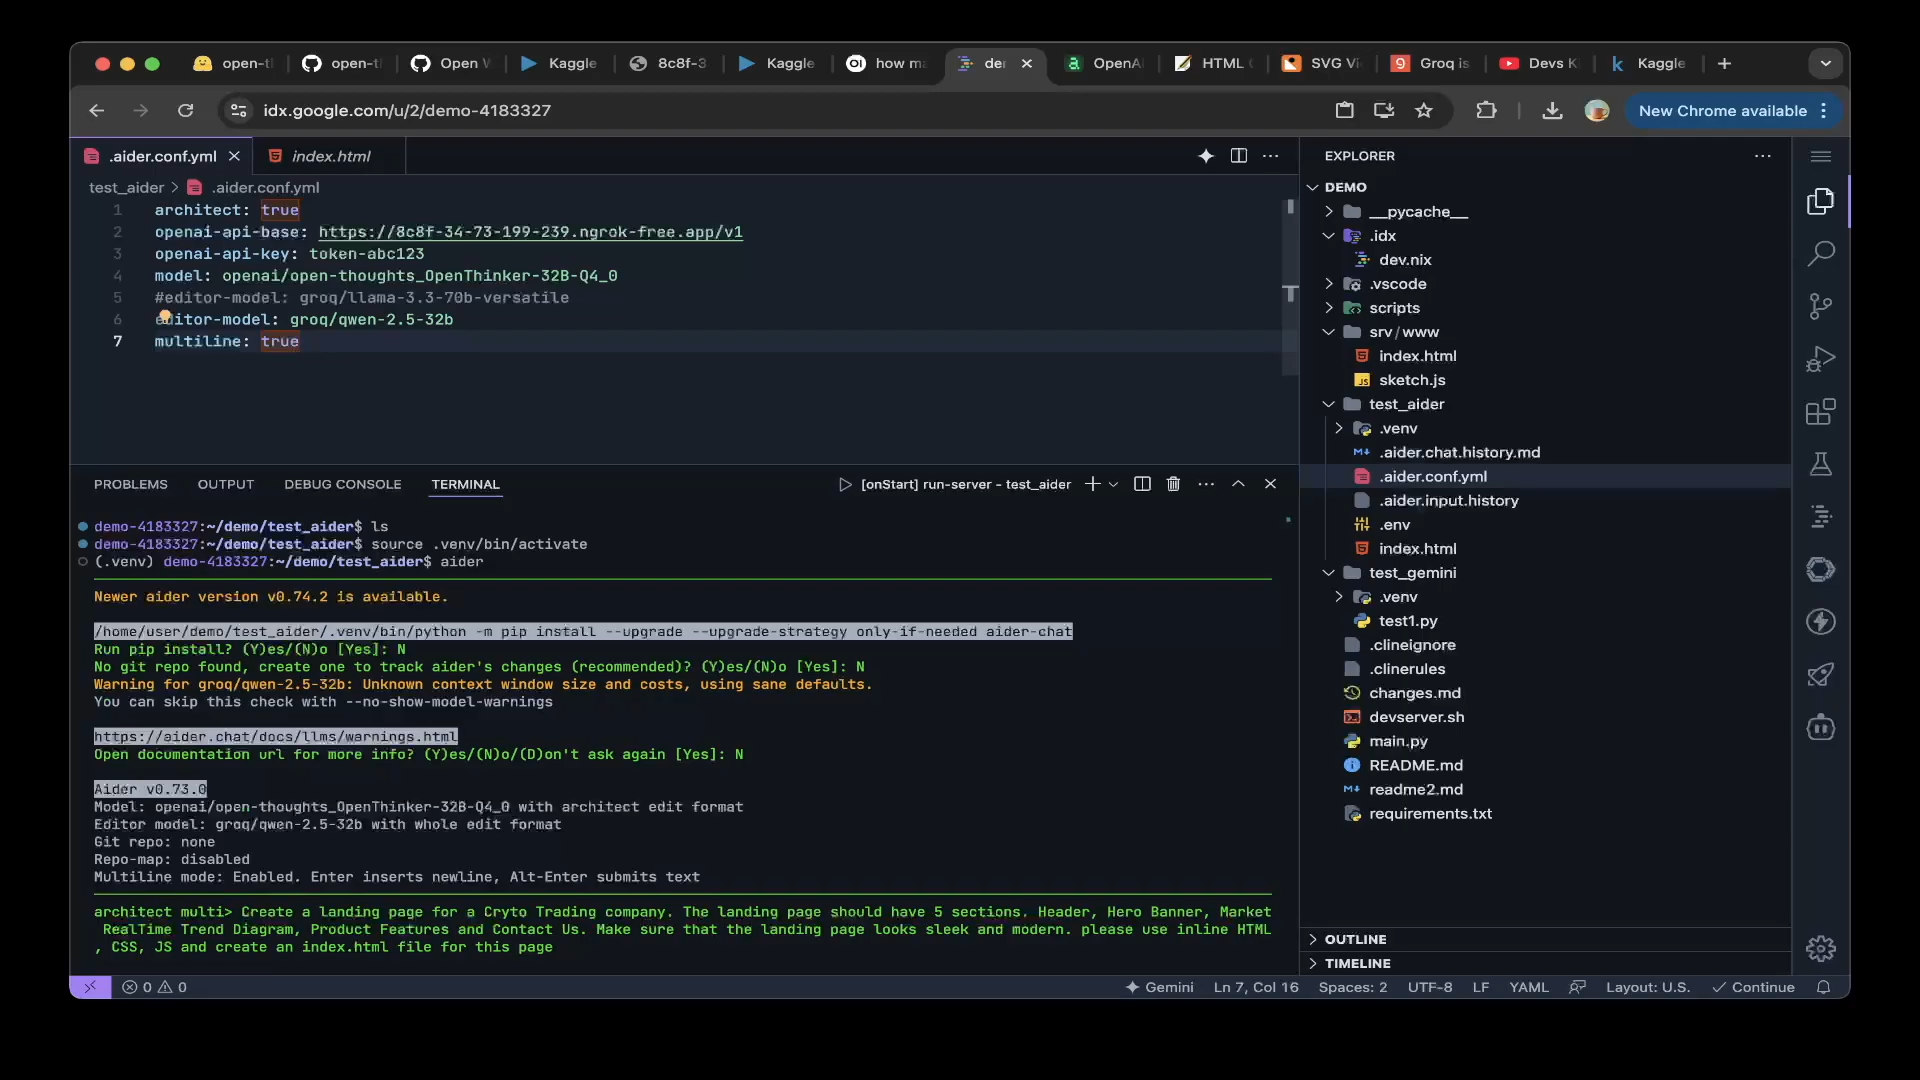 open-t
open-t
Open W
Kaggle
8c8f-3
Kaggle
how m
de
OpenA
HTML
SVG Vi
Groq is
Devs K
Kaggle
idx.google.com/u/2/demo-4183327
New Chrome available
.aider.conf.yml
index.html
test_aider > .aider.conf.yml
1 architect: true
2 openai-api-base: https://8c8f-34-73-199-239.ngrok-free.app/v1
3 openai-api-key: token-abc123
4 model: openai/open-thoughts_OpenThinker-32B-Q4_0
5 #editor-model: groq/llama-3.3-70b-versatile
6 editor-model: groq/qwen-2.5-32b
7 multiline: true
PROBLEMS OUTPUT DEBUG CONSOLE TERMINAL
[onStart] run-server - test_aider
demo-4183327:~/demo/test_aider$ ls
demo-4183327:~/demo/test_aider$ source .venv/bin/activate
(.venv) demo-4183327:~/demo/test_aider$ aider
Newer aider version v0.74.2 is available.
/home/user/demo/test_aider/.venv/bin/python -m pip install --upgrade --upgrade-strategy only-if-needed aider-chat
Run pip install? (Y)es/(N)o [Yes]: N
No git repo found, create one to track aider's changes (recommended)? (Y)es/(N)o [Yes]: N
Warning for groq/qwen-2.5-32b: Unknown context window size and costs, using sane defaults.
You can skip this check with --no-show-model-warnings
https://aider.chat/docs/llms/warnings.html
Open documentation url for more info? (Y)es/(N)o/(D)on't ask again [Yes]: N
Aider v0.73.0
Model: openai/open-thoughts_OpenThinker-32B-Q4_0 with architect edit format
Editor model: groq/qwen-2.5-32b with whole edit format
Git repo: none
Repo-map: disabled
Multiline mode: Enabled. Enter inserts newline, Alt-Enter submits text
architect multi> Create a landing page for a Cryto Trading company. The landing page should have 5 sections. Header, Hero Banner, Market
RealTime Trend Diagram, Product Features and Contact Us. Make sure that the landing page looks sleek and modern. please use inline HTML
, CSS, JS and create an index.html file for this page
EXPLORER
DEMO
__pycache__
.idx
dev.nix
.vscode
scripts
srv/www
index.html
JS sketch.js
test_aider
.venv
.aider.chat.history.md
.aider.conf.yml
.aider.input.history
.env
index.html
test_gemini
.venv
test1.py
.clineignore
.clinerules
changes.md
devserver.sh
main.py
README.md
readme2.md
requirements.txt
OUTLINE
TIMELINE
0 0
Gemini Ln 7, Col 16 Spaces: 2 UTF-8 LF YAML Layout: U.S. Continue